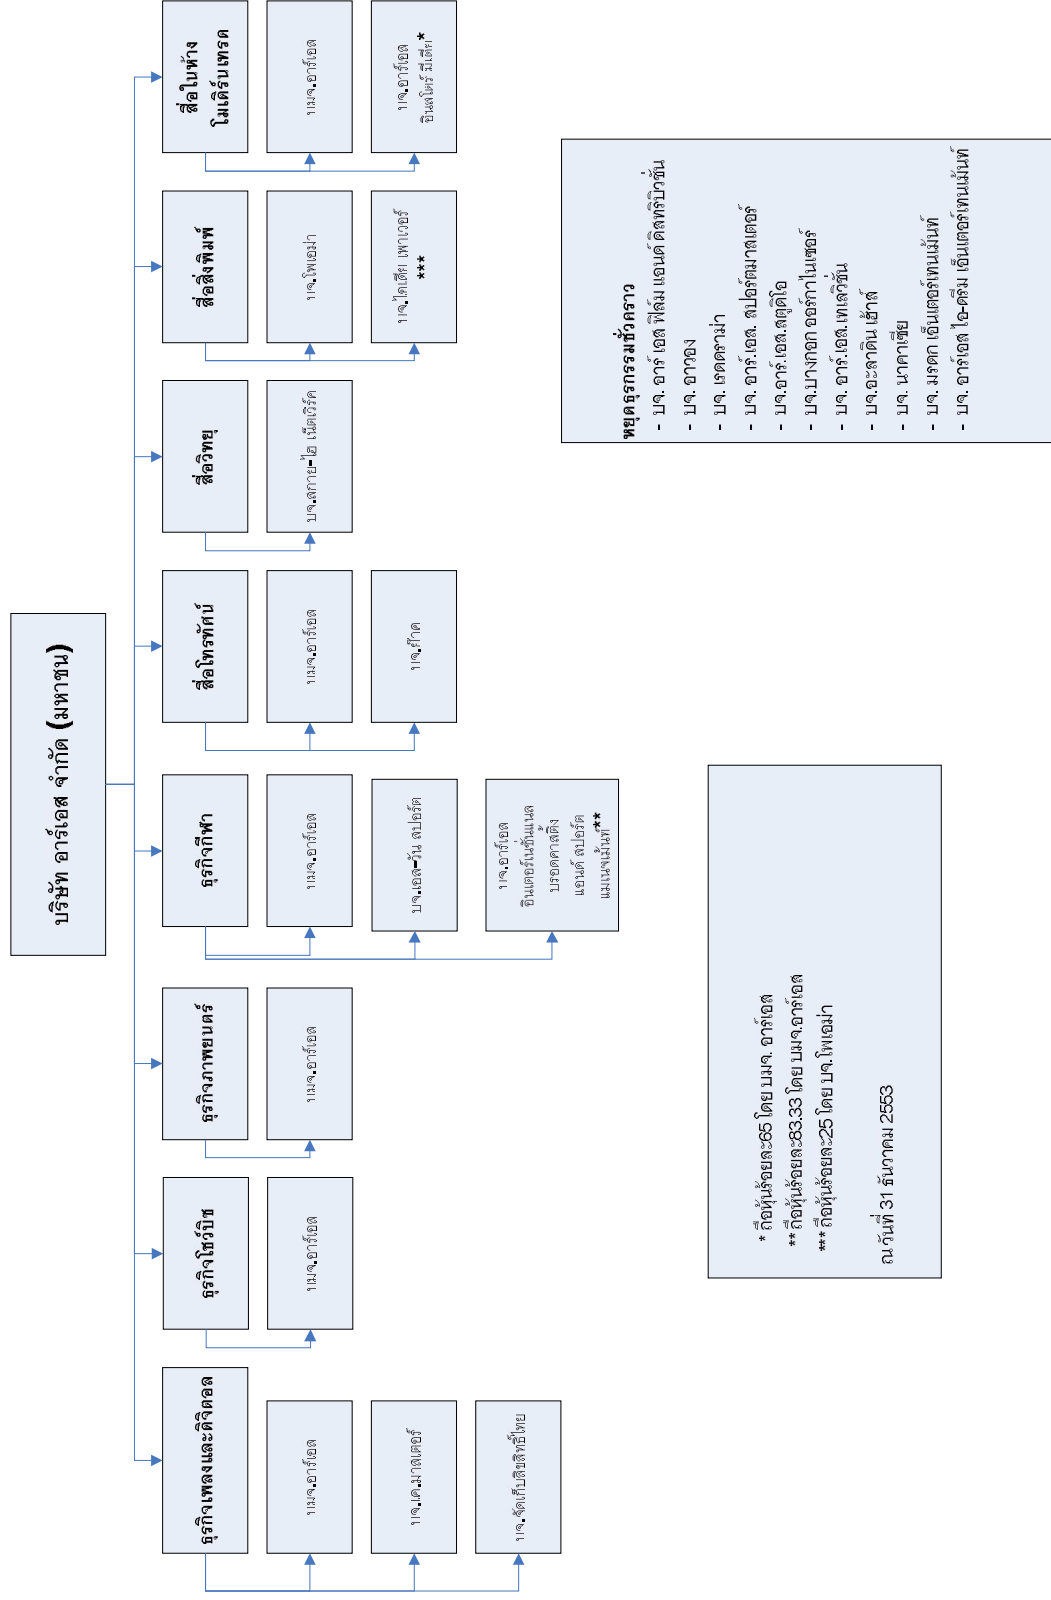 บริษัท อาร์เอส จำกัด (มหาชน)
ธุรกิจเพลงและดิจิตอล
บมจ.อาร์เอส
บจ.เค.มาสเตอร์
บจ.จัดเก็บลิขสิทธิ์ไทย
ธุรกิจโชว์บิซ
บมจ.อาร์เอส
ธุรกิจภาพยนตร์
บมจ.อาร์เอส
ธุรกิจกีฬา
บมจ.อาร์เอส
บจ.เอส-วัน สปอร์ต
บจ.อาร์เอส
อินเตอร์เนชั่นแนล
บรอดคาสติง
แอนด์ สปอร์ต
แมเนจเม้นท์**
สื่อโทรทัศน์
บมจ.อาร์เอส
บจ.ย๊าค
สื่อวิทยุ
บจ.สกาย-ไฮ เน็ตเวิร์ค
สื่อสิ่งพิมพ์
บจ.โพเอม่า
บจ.ไดเดีย เพาเวอร์
***
สื่อในห้าง
โมเดิร์นเทรด
บมจ.อาร์เอส
บจ.อาร์เอส
อินสโตร์ มีเดีย*
* ถือหุ้นร้อยละ65 โดย บมจ. อาร์เอส
** ถือหุ้นร้อยละ83.33 โดย บมจ.อาร์เอส
*** ถือหุ้นร้อยละ25 โดย บจ.โพเอม่า
ณ วันที่ 31 ธันวาคม 2553
หยุดธุรกรรมชั่วคราว
- บจ. อาร์ เอส ฟิล์ม แอนด์ ดิสทริบิวชั่น
- บจ. อาวอง
- บจ. เรดดราม่า
- บจ. อาร์.เอส. สปอร์ตมาสเตอร์
- บจ.อาร์.เอส.สตูดิโอ
- บจ.บางกอก ออร์กาไนเซอร์
- บจ. อาร์.เอส.เทเลวิชั่น
- บจ.อะลาดิน เฮ้าส์
- บจ. นาคาเซีย
- บจ. มรดก เอ็นเตอร์เทนเม้นท์
- บจ. อาร์เอส ไอ-ดรีม เอ็นเตอร์เทนเม้นท์